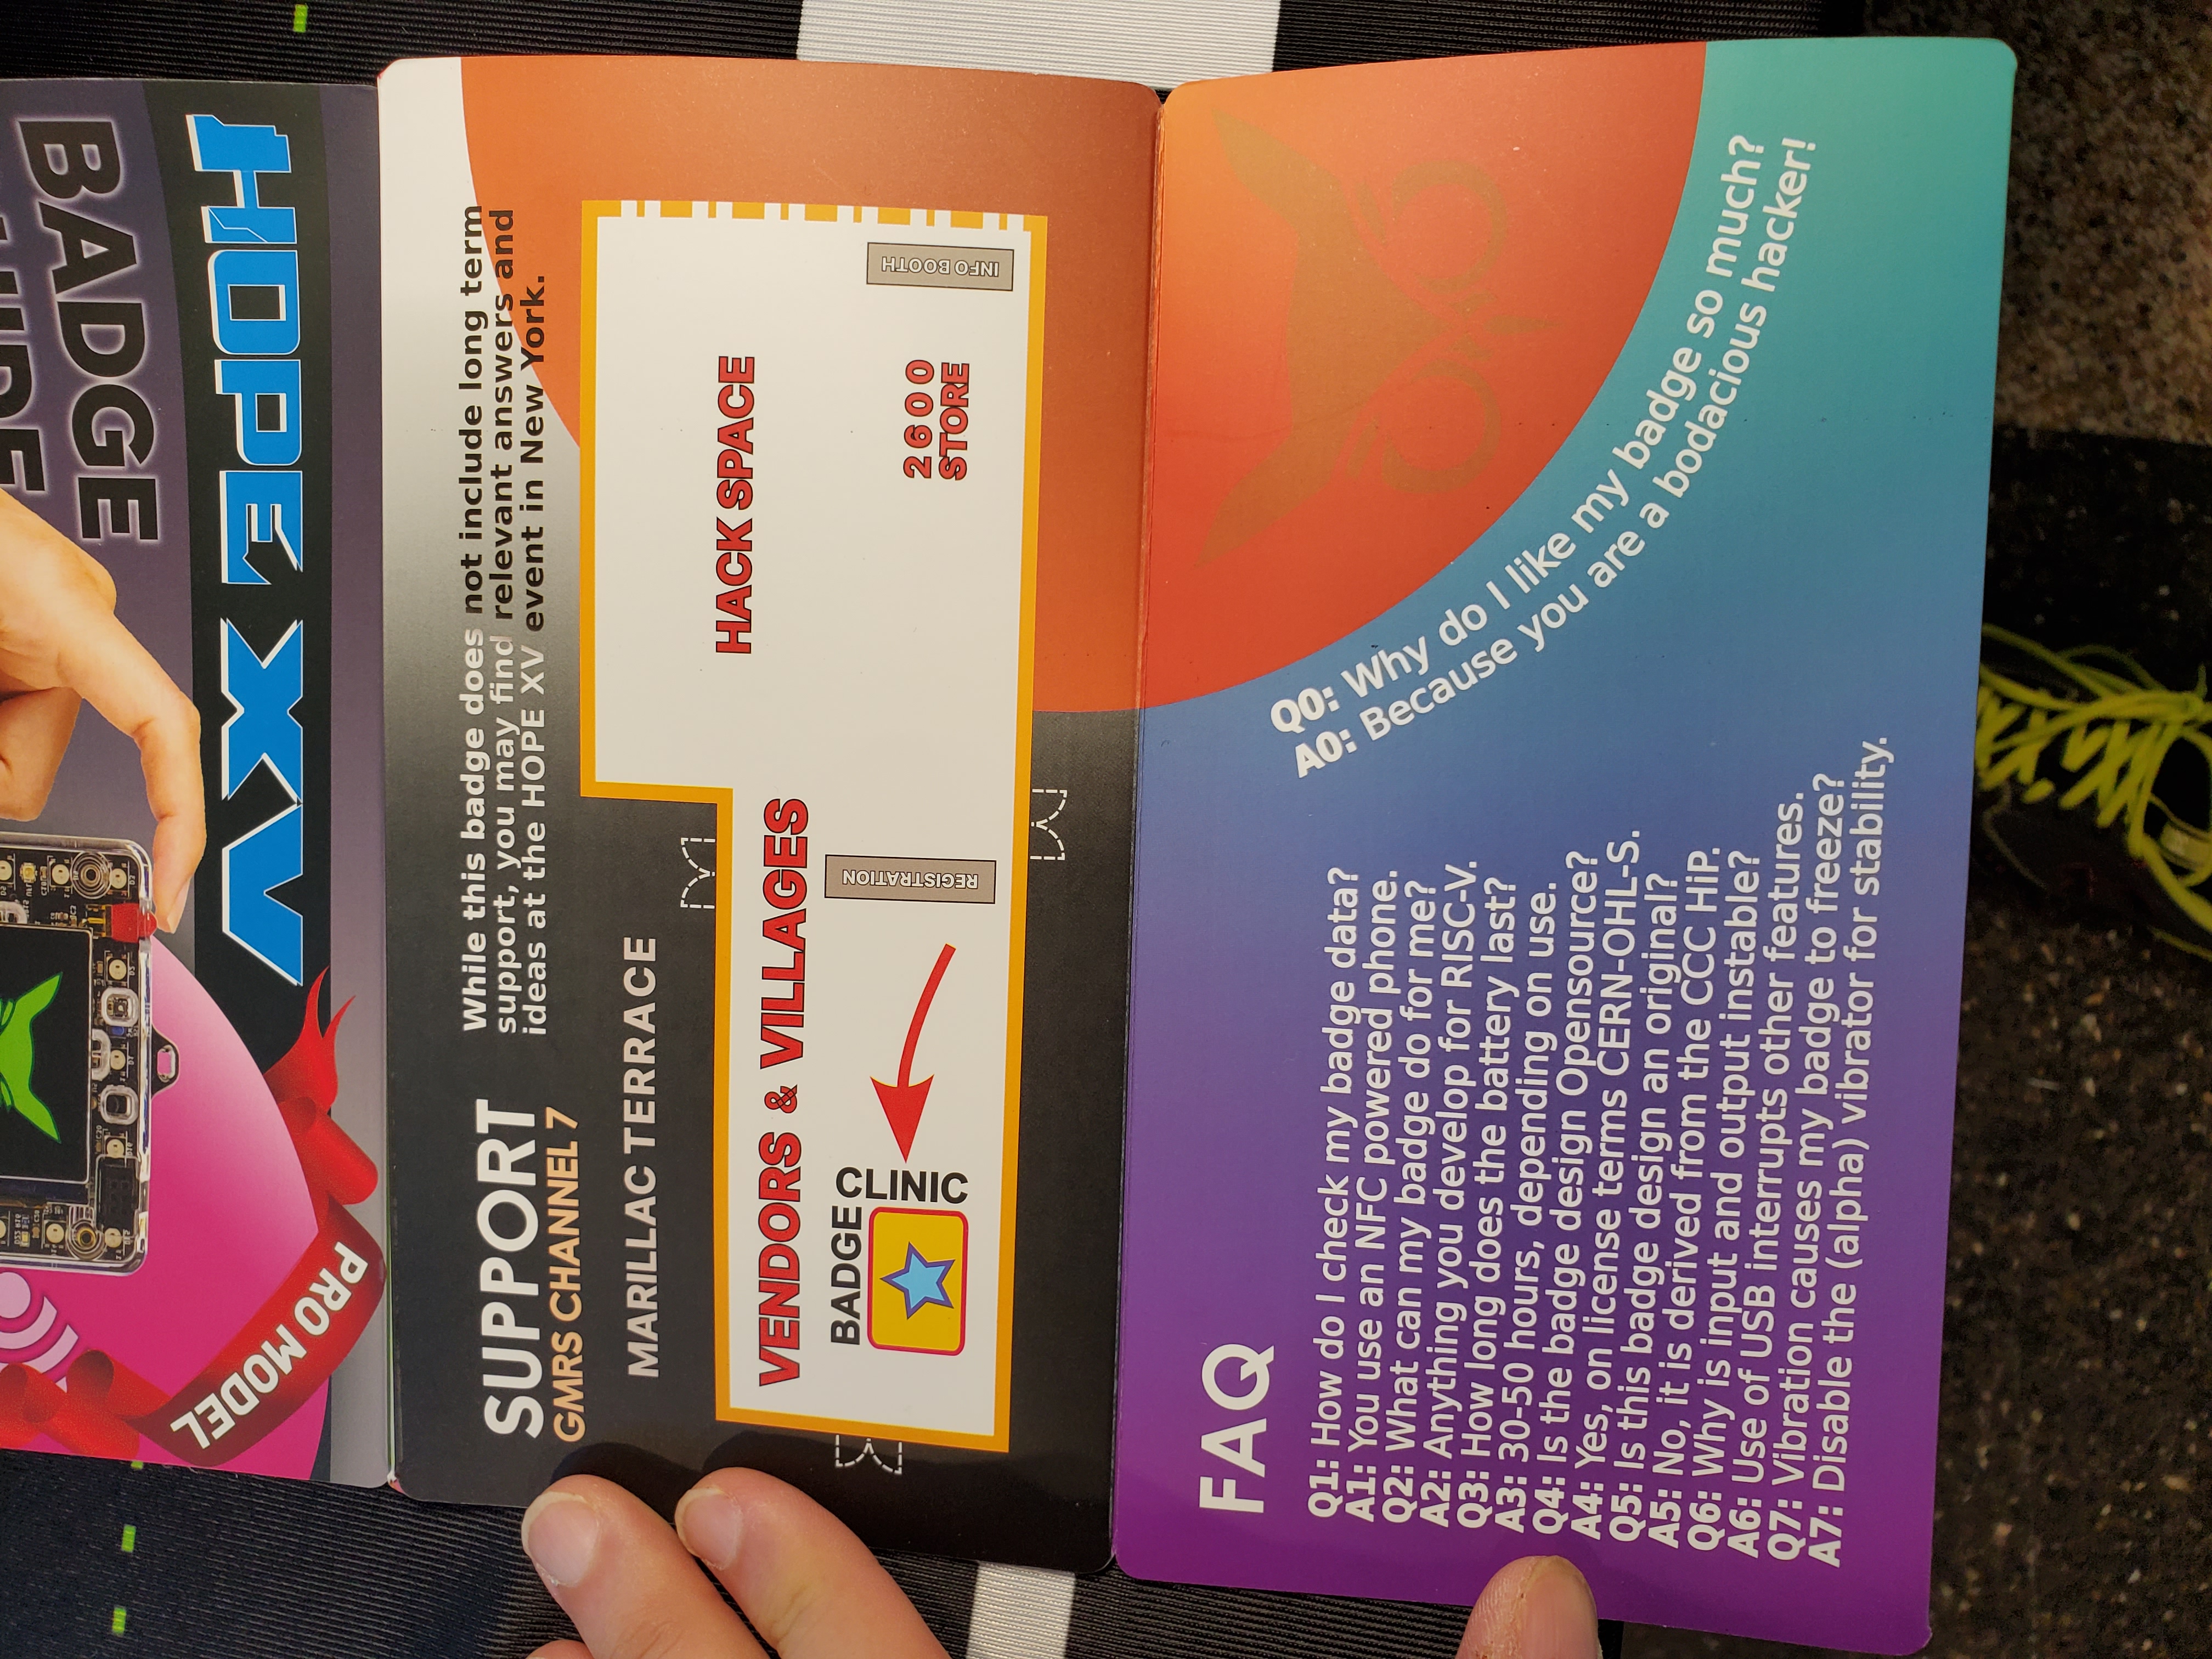 HOPE XV
BADGE
PRO MODEL
SUPPORT
GMRS CHANNEL 7
While this badge does not include long term
support, you may find relevant answers and
ideas at the HOPE XV event in New York.
MARILLAC TERRACE
HACK SPACE
VENDORS & VILLAGES
BADGE
CLINIC
REGISTRATION
2600
STORE
INFO BOOTH
FAQ
Q1: How do I check my badge data?
A1: You use an NFC powered phone.
Q2: What can my badge do for me?
A2: Anything you develop for RISC-V.
Q3: How long does the battery last?
A3: 30-50 hours, depending on use.
Q4: Is the badge design Opensource?
A4: Yes, on license terms CERN-OHL-S.
Q5: Is this badge design an original?
A5: No, it is derived from the CCC HiP.
Q6: Why is input and output instable?
A6: Use of USB interrupts other features.
Q7: Vibration causes my badge to freeze?
A7: Disable the (alpha) vibrator for stability.
Q0: Why do I like my badge so much?
A0: Because you are a bodacious hacker!